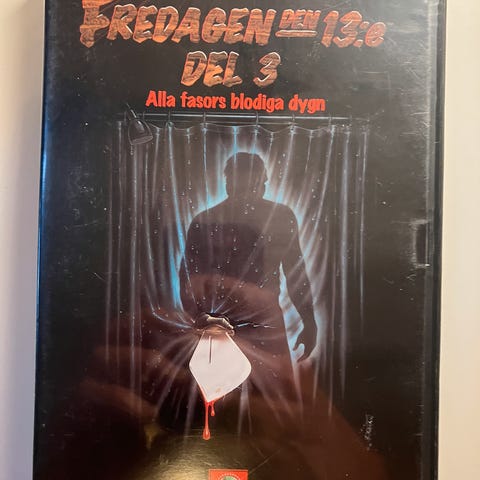 FREDAGEN DEN 13:e
DEL 3
Alla fasors blodiga dygn